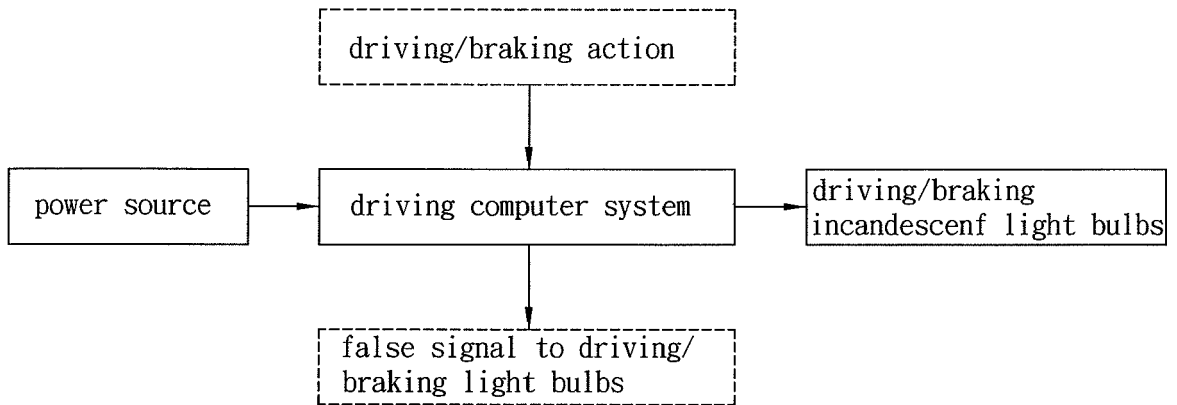 driving/braking action
power source
driving computer system
driving/braking
incandescenf light bulbs
false signal to driving/
braking light bulbs